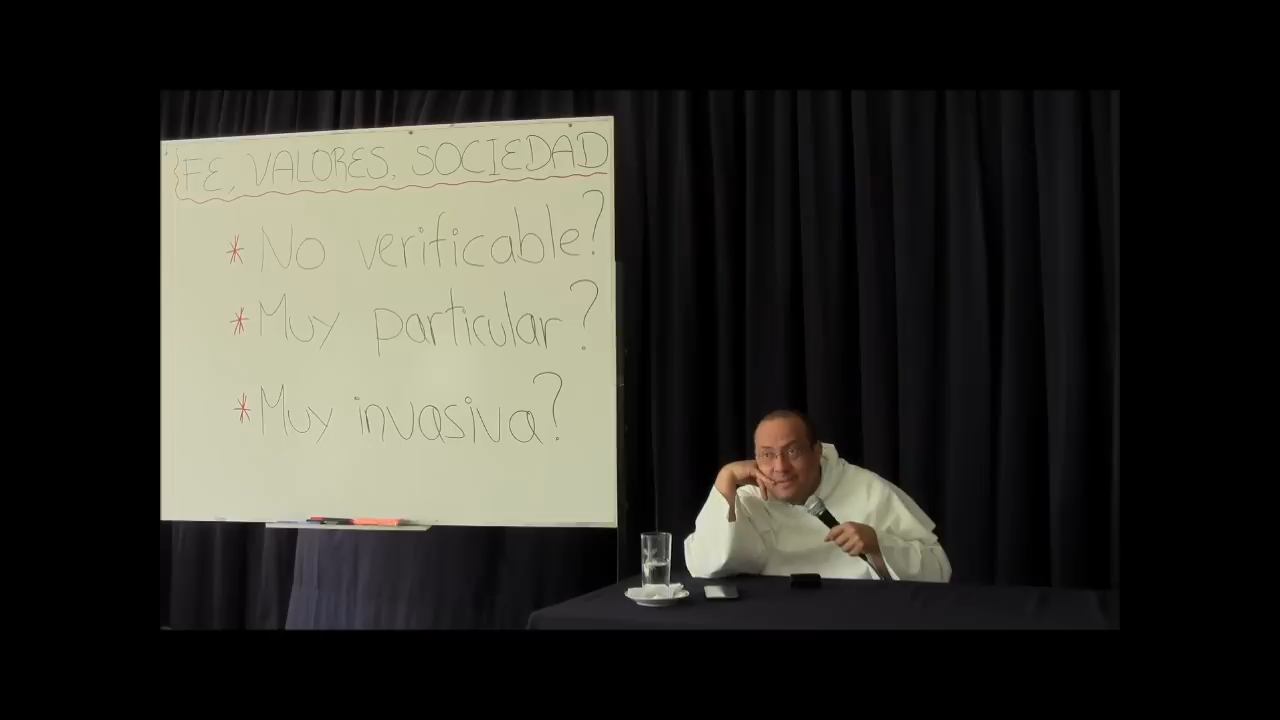 FE, VALORES, SOCIEDAD
* No verificable?
* Muy particular?
* Muy invasiva?